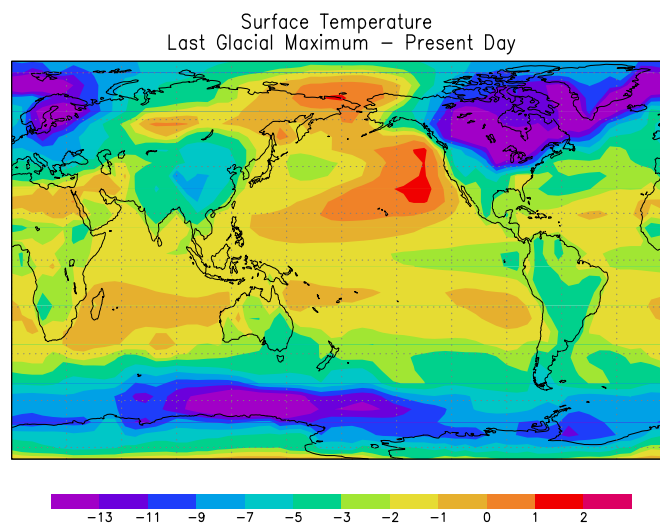 Surface Temperature
Last Glacial Maximum − Present Day
−13 −11 −9 −7 −5 −3 −2 −1 0 1 2